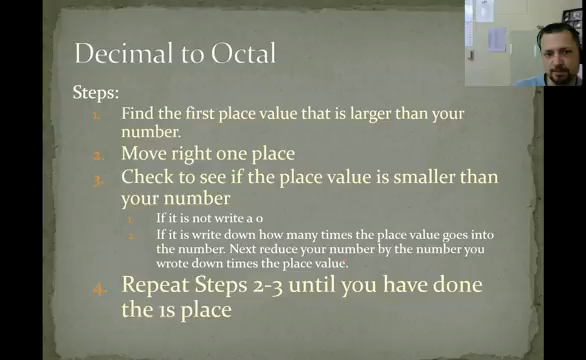 Decimal to Octal
Steps:
1. Find the first place value that is larger than your
number.
2. Move right one place
3. Check to see if the place value is smaller than
your number
1. If it is not write a 0
2. If it is write down how many times the place value goes into
the number. Next reduce your number by the number you
wrote down times the place value.
4. Repeat Steps 2-3 until you have done
the 1s place